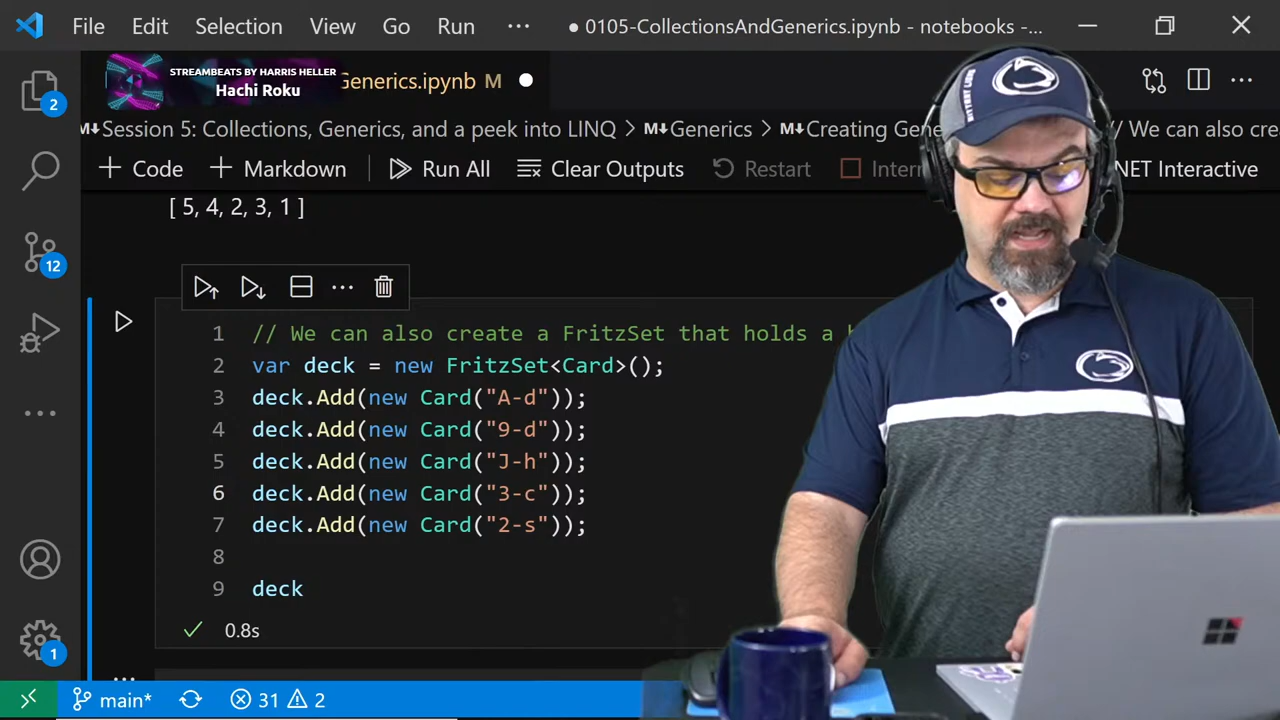 File Edit Selection View Go Run ··· ● 0105-CollectionsAndGenerics.ipynb - notebooks -...
STREAMBEATS BY HARRIS HELLER
Hachi Roku
Generics.ipynb M
Session 5: Collections, Generics, and a peek into LINQ > Generics > Creating Gene // We can also cre
+ Code + Markdown Run All Clear Outputs Restart Interr NET Interactive
[ 5, 4, 2, 3, 1 ]
1 // We can also create a FritzSet that holds a
2 var deck = new FritzSet<Card>();
3 deck.Add(new Card("A-d"));
4 deck.Add(new Card("9-d"));
5 deck.Add(new Card("J-h"));
6 deck.Add(new Card("3-c"));
7 deck.Add(new Card("2-s"));
8
9 deck
0.8s
main* 31 2
2
12
1